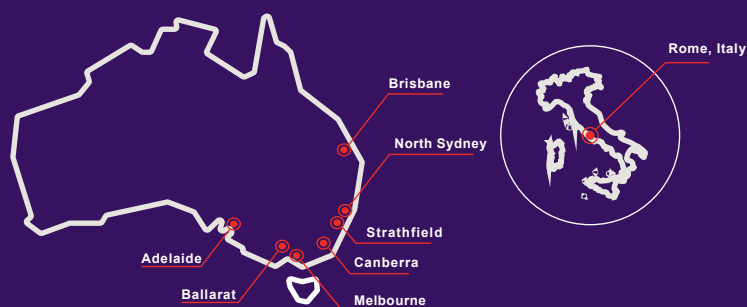 Rome, Italy
Brisbane
North Sydney
Strathfield
Adelaide
Canberra
Ballarat
Melbourne